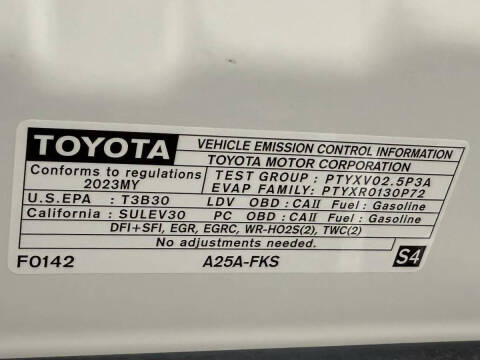 TOYOTA
VEHICLE EMISSION CONTROL INFORMATION
TOYOTA MOTOR CORPORATION
Conforms to regulations
2023MY
TEST GROUP : PTYXV02.5P3A
EVAP FAMILY: PTYXR0130P72
U.S.EPA : T3B30 LDV OBD : CAII Fuel : Gasoline
California : SULEV30 PC OBD : CAII Fuel : Gasoline
DFI+SFI, EGR, EGRC, WR-HO2S(2), TWC(2)
No adjustments needed.
F0142 A25A-FKS S4